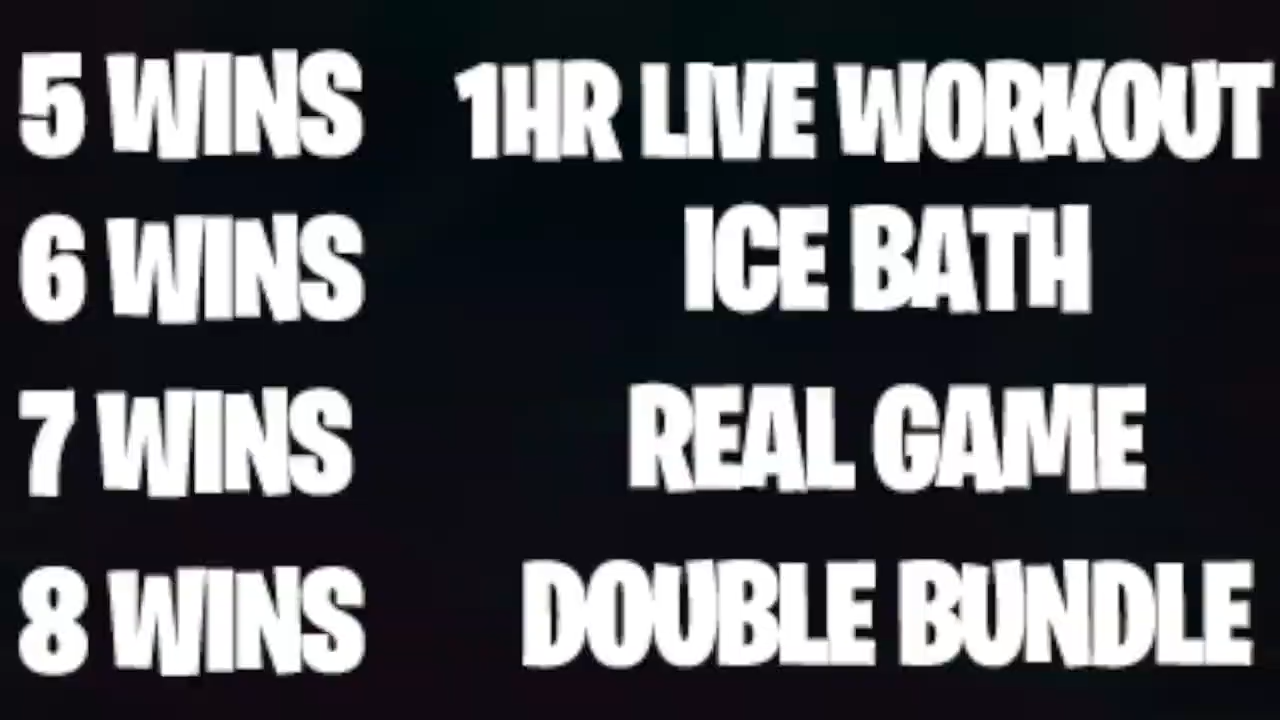 5 WINS 1HR LIVE WORKOUT
6 WINS ICE BATH
7 WINS REAL GAME
8 WINS DOUBLE BUNDLE